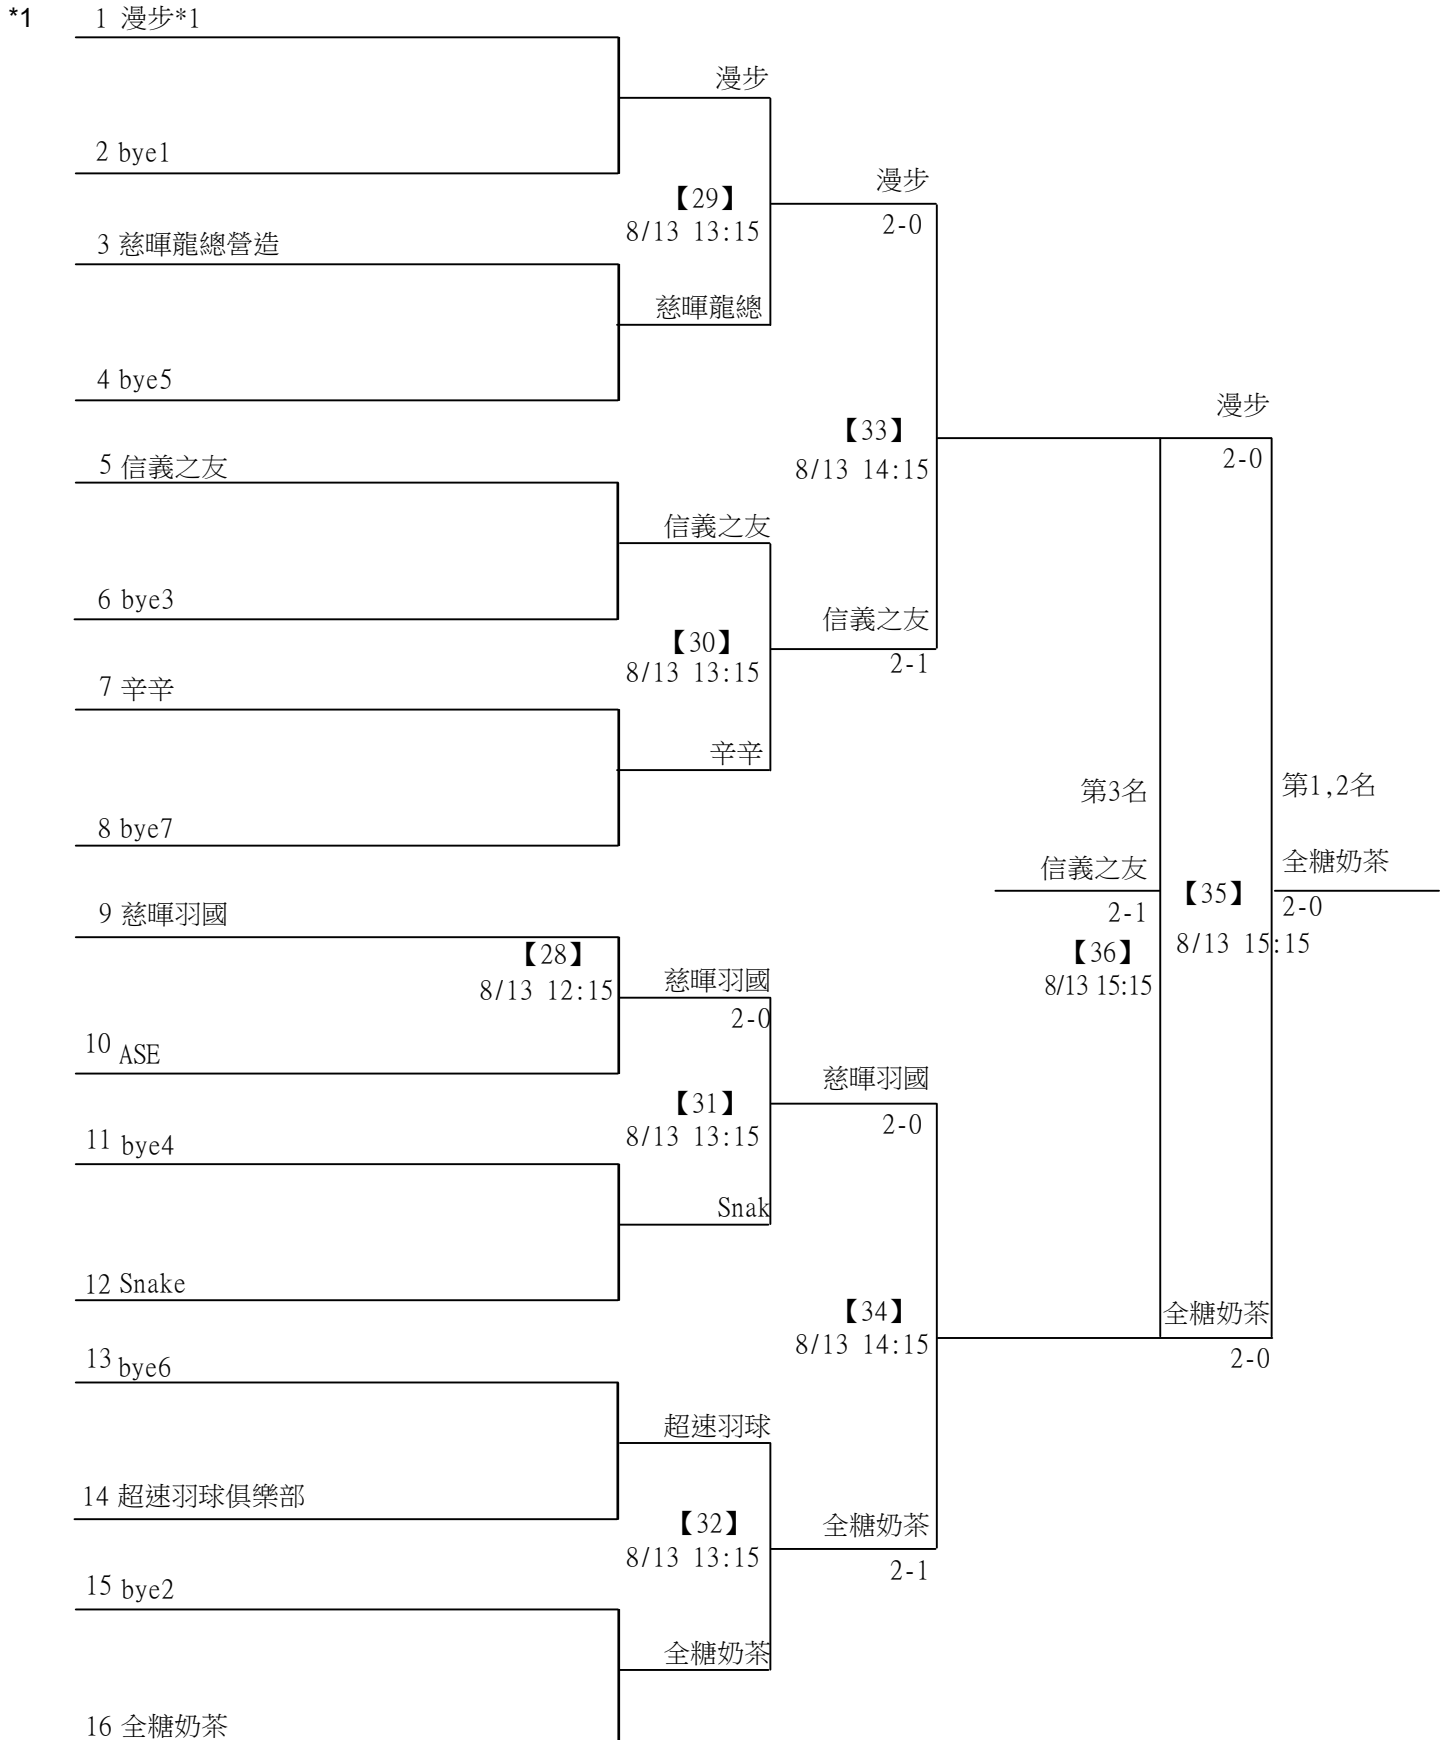 *1
1 漫步*1
漫步
2 bye1
漫步
【29】
2-0
8/13 13:15
3 慈暉龍總營造
慈暉龍總
4 bye5
漫步
【33】
2-0
8/13 14:15
5 信義之友
信義之友
6 bye3
信義之友
【30】
2-1
8/13 13:15
7 辛辛
辛辛
第3名
第1,2名
8 bye7
信義之友
全糖奶茶
【35】
2-1
2-0
9 慈暉羽國
【28】
【36】
8/13 15:15
8/13 12:15
慈暉羽國
8/13 15:15
2-0
10 ASE
慈暉羽國
【31】
2-0
8/13 13:15
11 bye4
Snak
12 Snake
【34】
全糖奶茶
8/13 14:15
2-0
13 bye6
超速羽球
14 超速羽球俱樂部
【32】
全糖奶茶
8/13 13:15
2-1
15 bye2
全糖奶茶
16 全糖奶茶